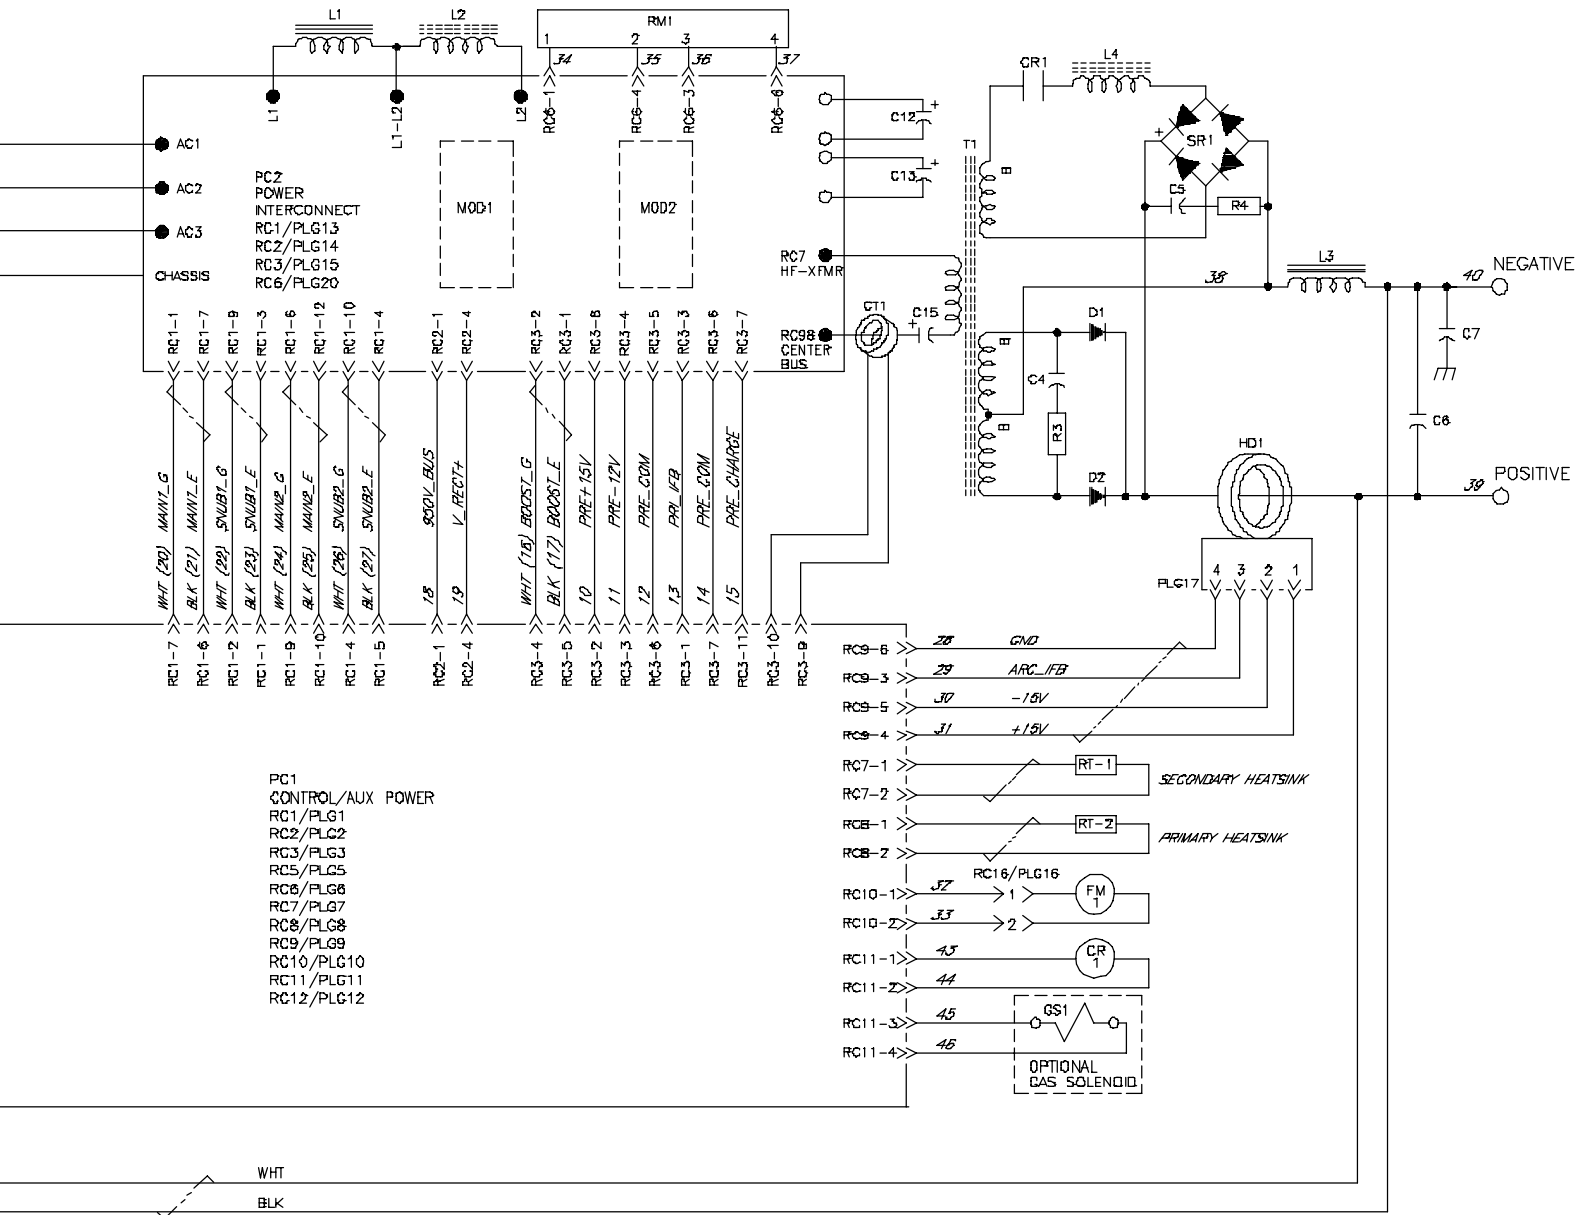 L1
L2
RM1
1
2
3
4
34
35
36
37
L1
L1-L2
L2
RC6-1
RC6-4
RC6-3
RC6-6
AC1
AC2
AC3
CHASSIS
PC2
POWER
INTERCONNECT
RC1/PLG13
RC2/PLG14
RC3/PLG15
RC6/PLG20
MOD1
MOD2
C12
+
C13
+
RC7
HF-XFMR
RC98
CENTER
BUS
CT1
C15
+
T1
CR1
L4
SR1
+
C5
R4
38
L3
40
NEGATIVE
C7
C6
D1
C4
R3
D2
HD1
39
POSITIVE
4
3
2
1
PLG17
RC1-1
RC1-7
RC1-9
RC1-3
RC1-6
RC1-12
RC1-10
RC1-4
RC2-1
RC2-4
RC3-2
RC3-1
RC3-8
RC3-4
RC3-5
RC3-3
RC3-6
RC3-7
WHT (20) MAIN1_G
BLK (21) MAIN1_E
WHT (22) SNUB1_G
BLK (23) SNUB1_E
WHT (24) MAIN2_G
BLK (25) MAIN2_E
WHT (26) SNUB2_G
BLK (27) SNUB2_E
18 950V_BUS
19 V_RECT+
WHT (16) BOOST_G
BLK (17) BOOST_E
10 PRE+15V
11 PRE-12V
12 PRE_COM
13 PRI_IFB
14 PRE_COM
15 PRE_CHARGE
RC1-7
RC1-6
RC1-2
RC1-1
RC1-9
RC1-10
RC1-4
RC1-5
RC2-1
RC2-4
RC3-4
RC3-5
RC3-2
RC3-3
RC3-6
RC3-1
RC3-7
RC3-11
RC3-10
RC3-9
RC9-6 28 GND
RC9-3 29 ARC_IFB
RC9-5 30 -15V
RC9-4 31 +15V
RC7-1
RT-1
SECONDARY HEATSINK
RC7-2
RC8-1
RT-2
PRIMARY HEATSINK
RC8-2
RC16/PLG16
RC10-1 32 1
FM
1
RC10-2 33 2
RC11-1 43
CR
1
RC11-2 44
RC11-3 45
GS1
RC11-4 46
OPTIONAL
GAS SOLENOID
PC1
CONTROL/AUX POWER
RC1/PLG1
RC2/PLG2
RC3/PLG3
RC5/PLG5
RC6/PLG6
RC7/PLG7
RC8/PLG8
RC9/PLG9
RC10/PLG10
RC11/PLG11
RC12/PLG12
WHT
BLK